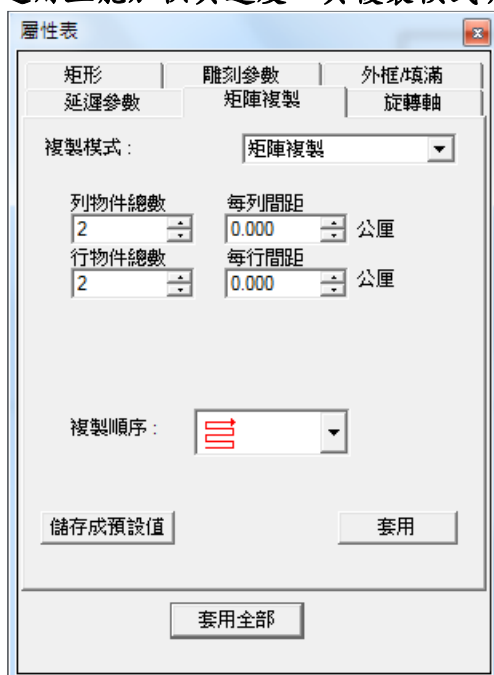 屬性表
矩形 雕刻參數 外框/填滿
延遲參數 矩陣複製 旋轉軸
複製模式： 矩陣複製
列物件總數 每列間距
2 0.000 公厘
行物件總數 每行間距
2 0.000 公厘
複製順序：
儲存成預設值 套用
套用全部